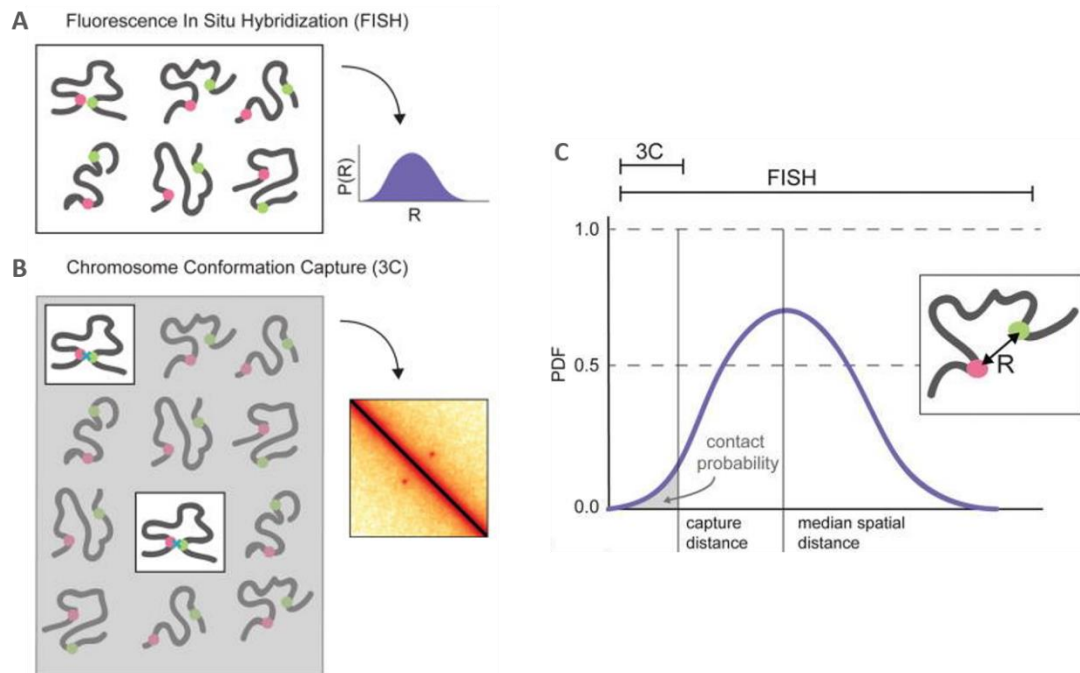 A
Fluorescence In Situ Hybridization (FISH)
P(R)
R
B
Chromosome Conformation Capture (3C)
C
3C
FISH
1.0
PDF
0.5
R
contact
probability
0.0
capture
distance
median spatial
distance